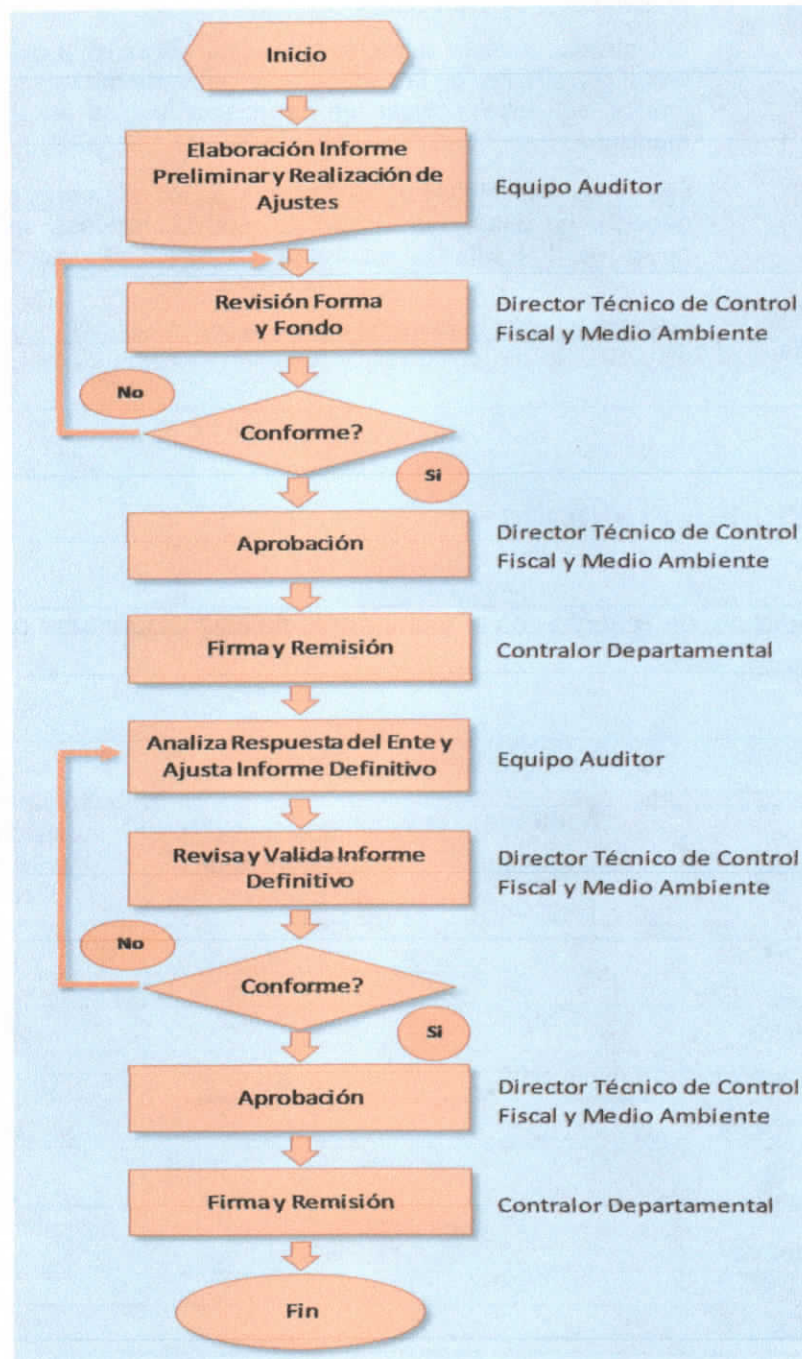 Inicio
Elaboración Informe
Preliminar y Realización de
Ajustes
Equipo Auditor
Revisión Forma
y Fondo
Director Técnico de Control
Fiscal y Medio Ambiente
No
Conforme?
Si
Aprobación
Director Técnico de Control
Fiscal y Medio Ambiente
Firma y Remisión
Contralor Departamental
Analiza Respuesta del Ente y
Ajusta Informe Definitivo
Equipo Auditor
Revisa y Valida Informe
Definitivo
Director Técnico de Control
Fiscal y Medio Ambiente
No
Conforme?
Si
Aprobación
Director Técnico de Control
Fiscal y Medio Ambiente
Firma y Remisión
Contralor Departamental
Fin